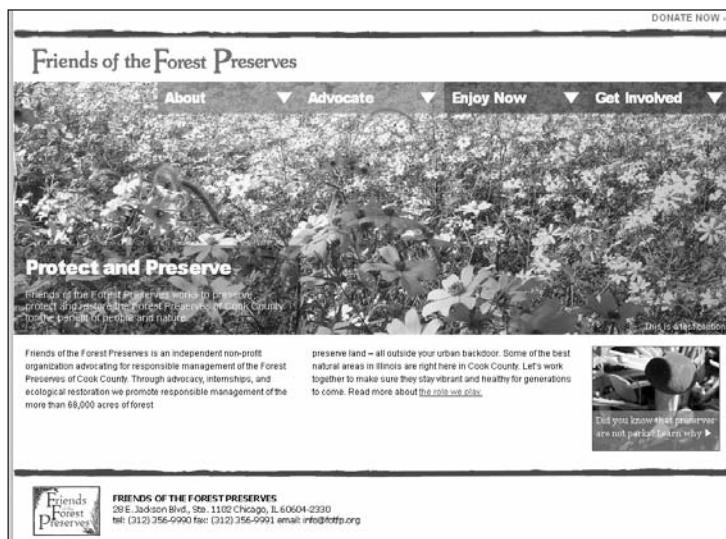 DONATE NOW
Friends of the Forest Preserves
About
Advocate
Enjoy Now
Get Involved
Protect and Preserve
Friends of the Forest Preserves works to preserve,
protect and restore the Forest Preserves of Cook County
for the benefit of people and nature.
This is a test caption
Friends of the Forest Preserves is an independent non-profit
organization advocating for responsible management of the Forest
Preserves of Cook County. Through advocacy, internships, and
ecological restoration we promote responsible management of the
more than 68,000 acres of forest
preserve land – all outside your urban backdoor. Some of the best
natural areas in Illinois are right here in Cook County. Let's work
together to make sure they stay vibrant and healthy for generations
to come. Read more about the role we play.
Did you know that preserves
are not parks? Learn why
Friends
of the
Forest
Preserves
FRIENDS OF THE FOREST PRESERVES
28 E. Jackson Blvd., Ste. 1102 Chicago, IL 60604-2330
tel: (312) 356-9990 fax: (312) 356-9991 email: info@fotfp.org